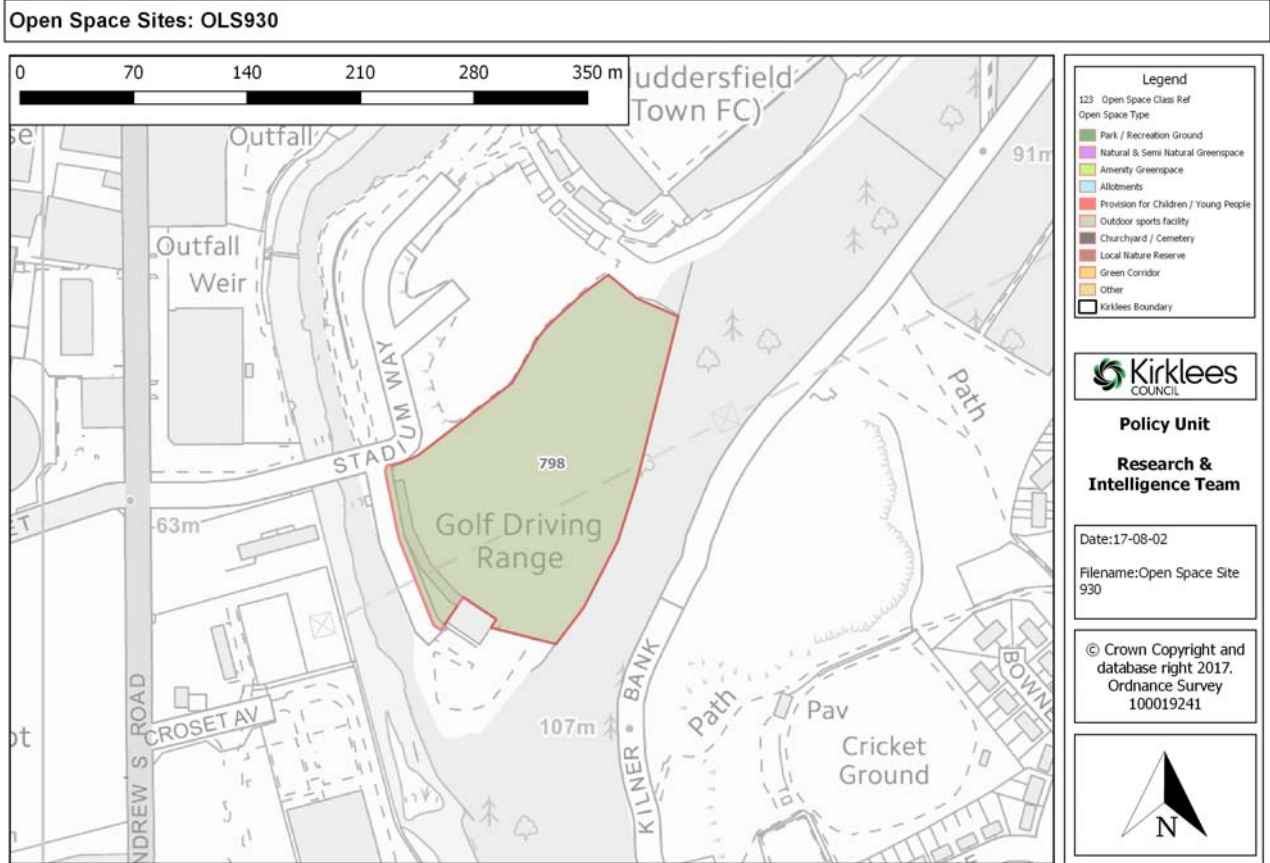 Open Space Sites: OLS930
0 70 140 210 280 350 m
uddersfield
Town FC)
se
Outfall
91m
Outfall
Weir
STADIUM WAY
Path
798
ET
63m
Golf Driving
Range
KILNER BANK
Path
Pav
BOWNE
107m
CROSET AV
NDREW S ROAD
ot
Cricket
Ground
Legend
123 Open Space Class Ref
Open Space Type
Park / Recreation Ground
Natural & Semi Natural Greenspace
Amenity Greenspace
Allotments
Provision for Children / Young People
Outdoor sports facility
Churchyard / Cemetery
Local Nature Reserve
Green Corridor
Other
Kirklees Boundary
Kirklees
COUNCIL
Policy Unit
Research &
Intelligence Team
Date:17-08-02
Filename:Open Space Site
930
© Crown Copyright and
database right 2017.
Ordnance Survey
100019241
N